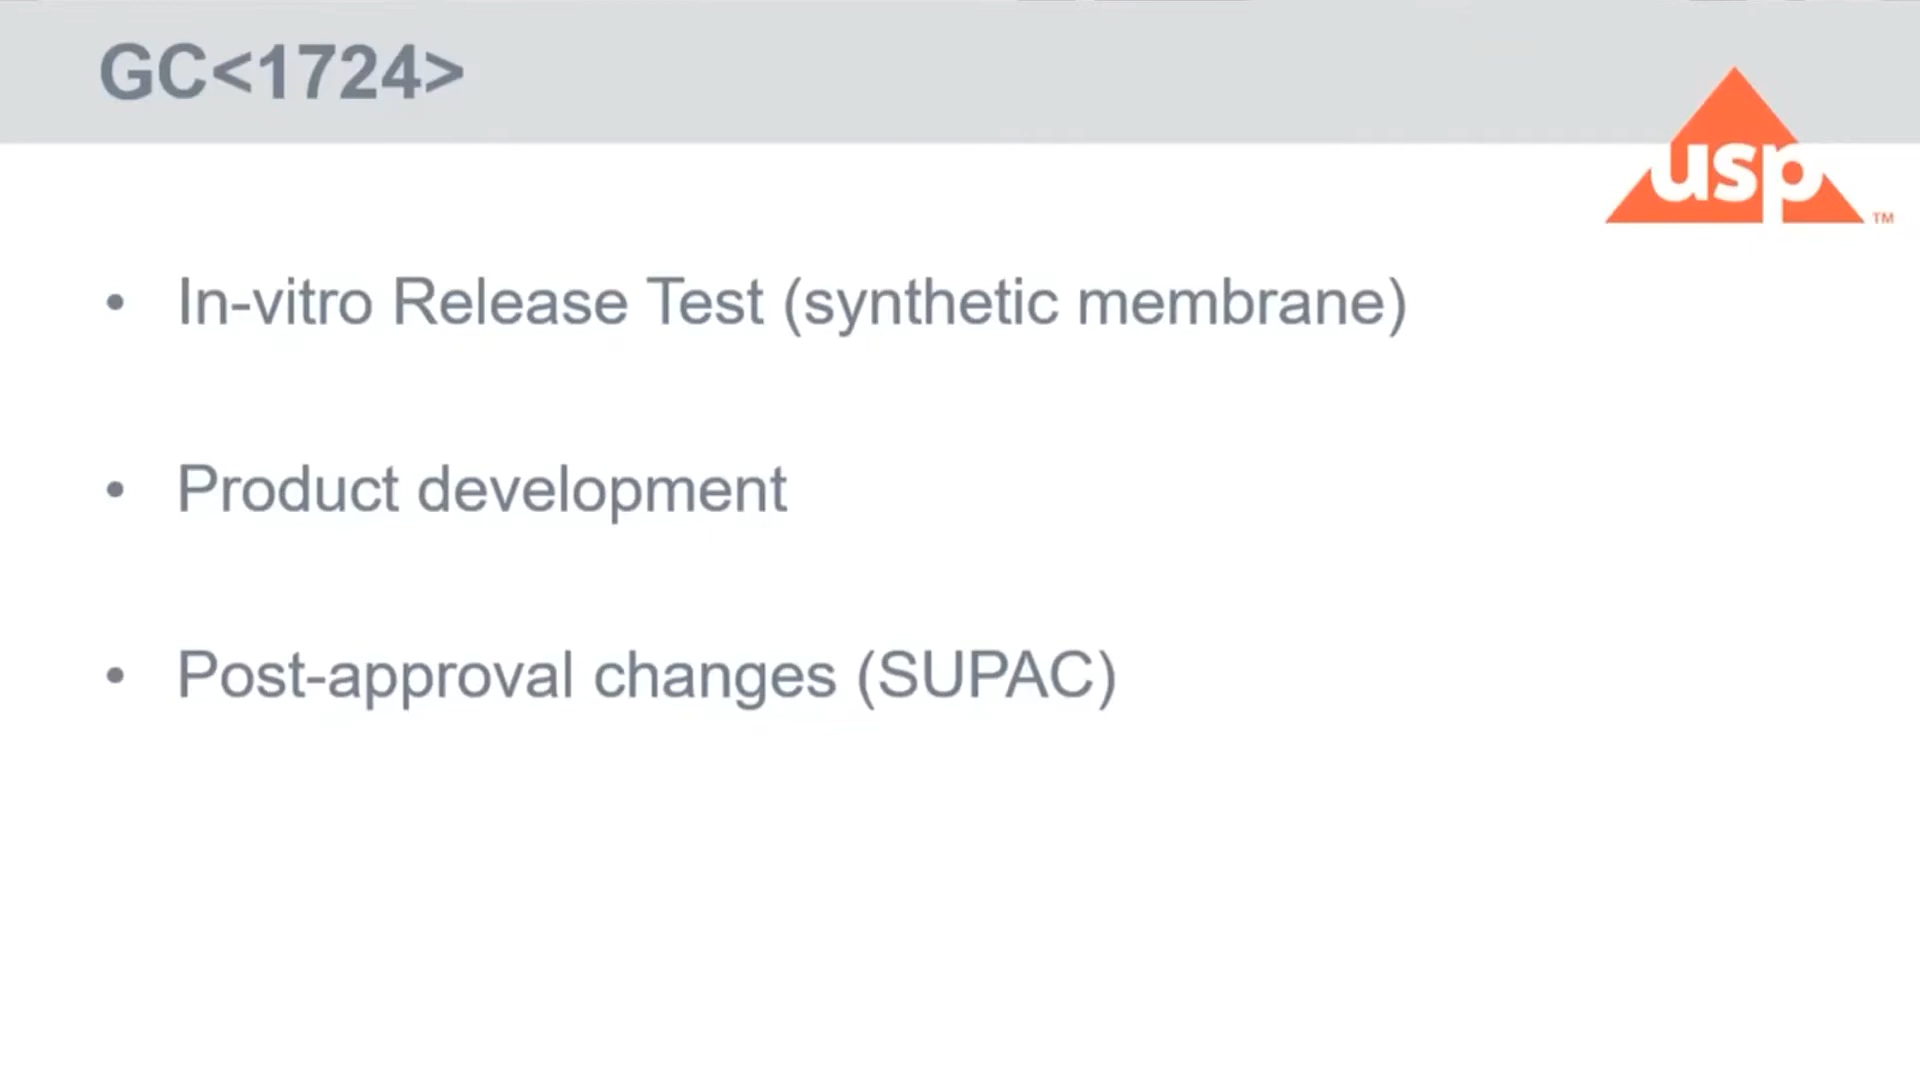 GC<1724>
usp
™
• In-vitro Release Test (synthetic membrane)
• Product development
• Post-approval changes (SUPAC)